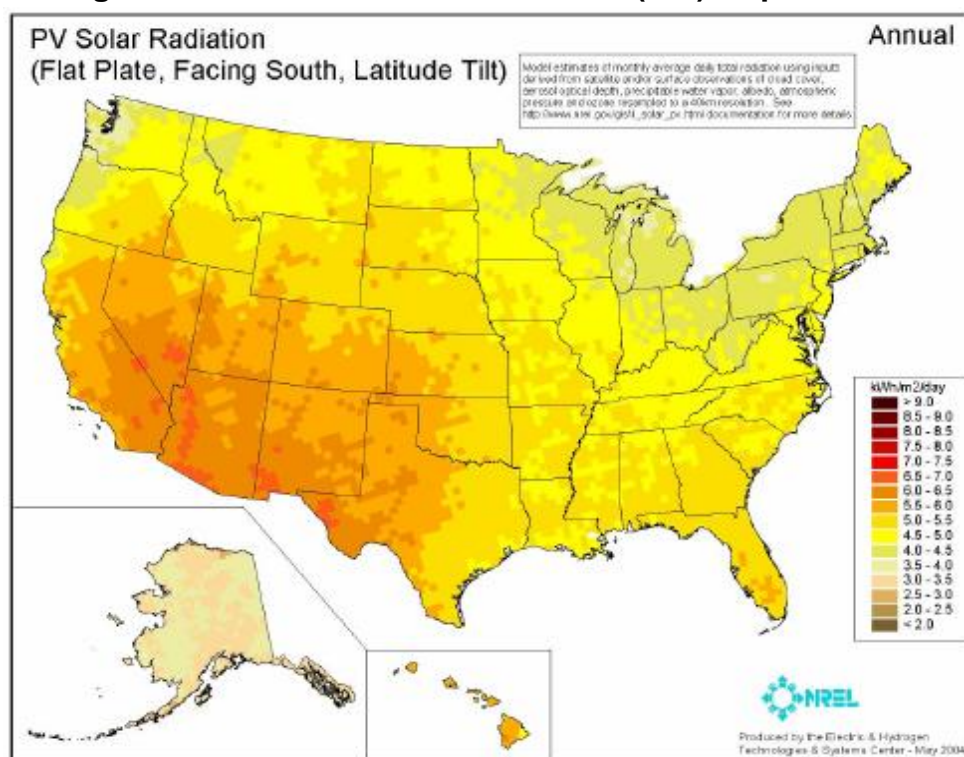 PV Solar Radiation
(Flat Plate, Facing South, Latitude Tilt)
Annual
Model estimates of monthly average daily total radiation using inputs
derived from satellite and/or surface observations of cloud cover,
aerosol optical depth, precipitable water vapor, albedo, atmospheric
pressure and ozone resampled to a 40km resolution. See
documentation for more details.
kWh/m2/day
> 9.0
8.5 - 9.0
8.0 - 8.5
7.5 - 8.0
7.0 - 7.5
6.5 - 7.0
6.0 - 6.5
5.5 - 6.0
5.0 - 5.5
4.5 - 5.0
4.0 - 4.5
3.5 - 4.0
3.0 - 3.5
2.5 - 3.0
2.0 - 2.5
< 2.0
NREL
Produced by the Electric & Hydrogen
Technologies & Systems Center - May 2004